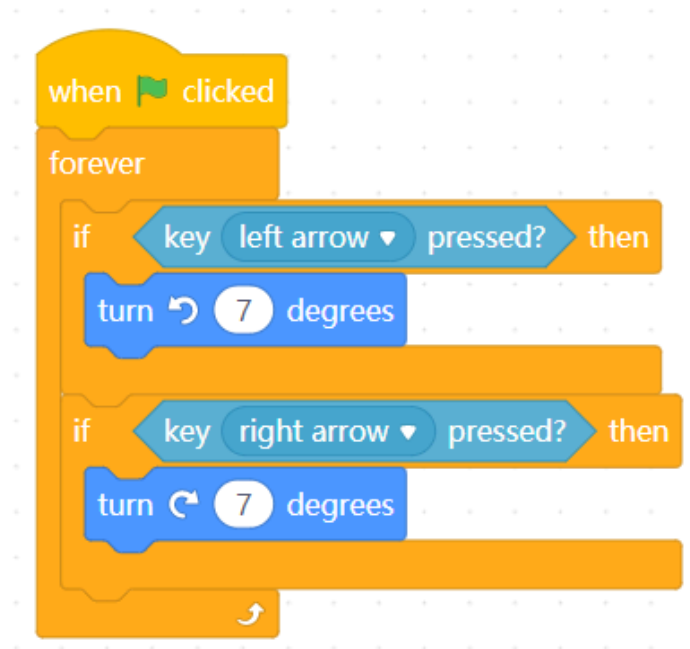 when clicked
forever
if key left arrow pressed? then
turn 7 degrees
if key right arrow pressed? then
turn 7 degrees